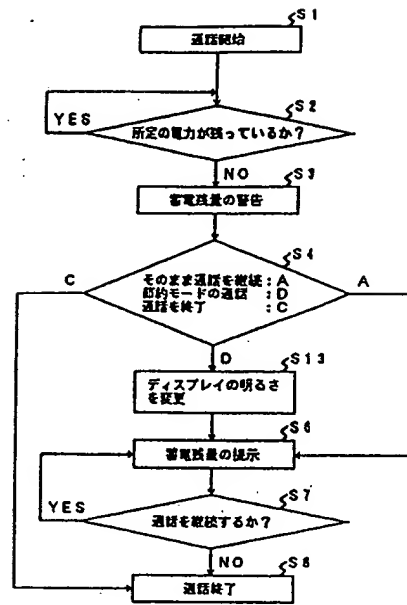 S1
通話開始
S2
YES
所定の電力が残っているか?
NO
S3
蓄電残量の警告
S4
C
A
そのまま通話を継続:A
節約モードの通話 :D
通話を終了 :C
D
S13
ディスプレイの明るさ
を変更
S6
蓄電残量の提示
S7
YES
通話を継続するか?
NO
S8
通話終了